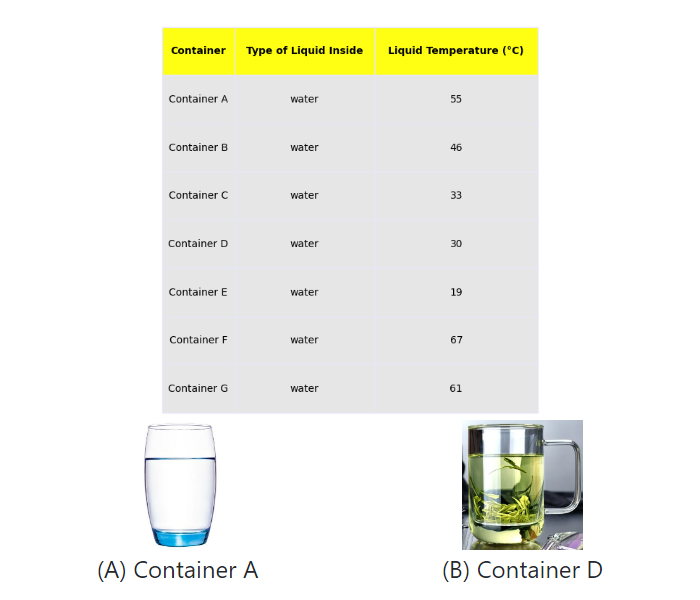 Container Type of Liquid Inside Liquid Temperature (°C)
Container A water 55
Container B water 46
Container C water 33
Container D water 30
Container E water 19
Container F water 67
Container G water 61
(A) Container A (B) Container D